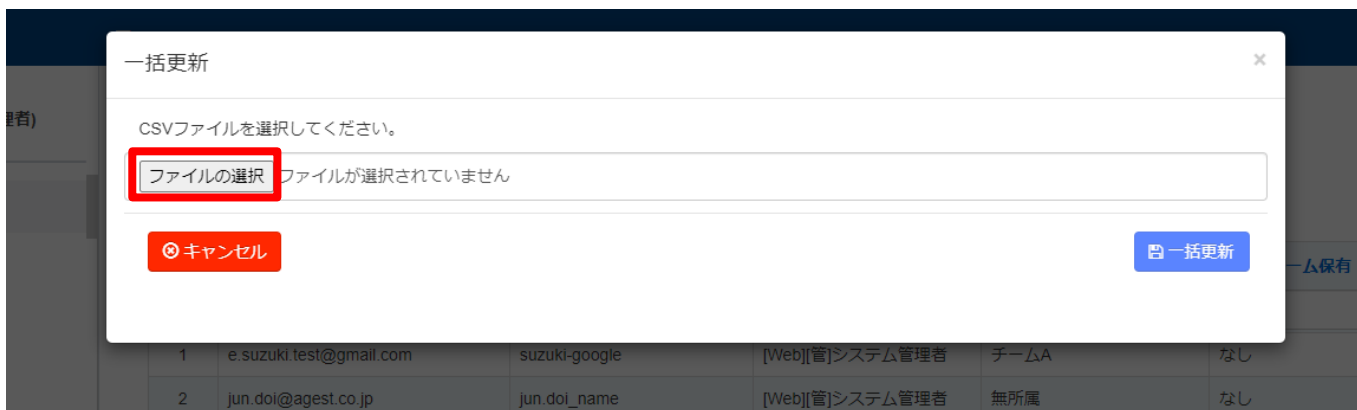 一括更新
×
理者)
CSVファイルを選択してください。
ファイルの選択 ファイルが選択されていません
キャンセル
一括更新
ーム保有
1 e.suzuki.test@gmail.com suzuki-google [Web][管]システム管理者 チームA なし
2 jun.doi@agest.co.jp jun.doi_name [Web][管]システム管理者 無所属 なし